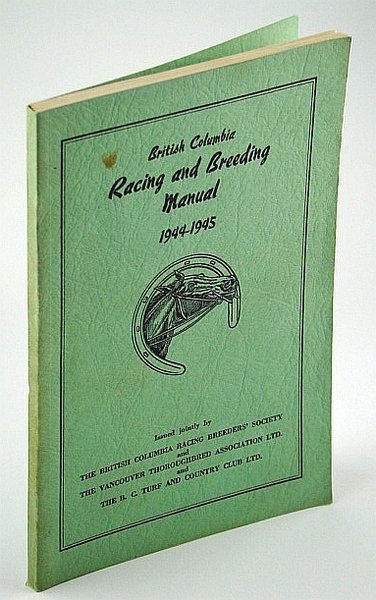 British Columbia
Racing and Breeding
Manual
1944-1945
Issued jointly by
THE BRITISH COLUMBIA RACING BREEDERS' SOCIETY
and
THE VANCOUVER THOROUGHBRED ASSOCIATION LTD.
and
THE B. C. TURF AND COUNTRY CLUB LTD.